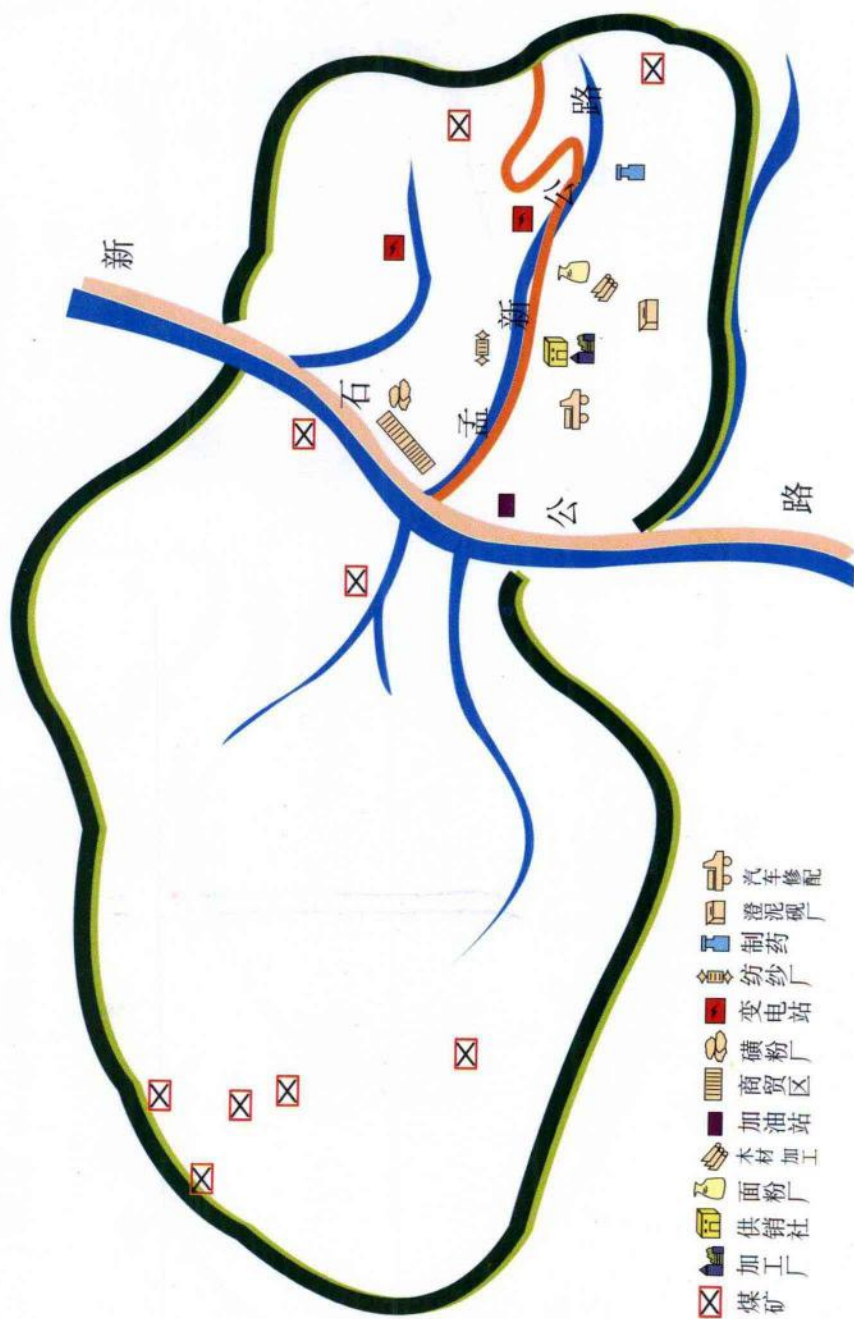 新石公路
孟新公路
煤矿
加工厂
供销社
面粉厂
木材加工
加油站
商贸区
磺粉厂
变电站
纺纱厂
制药
澄泥砚厂
汽车修配